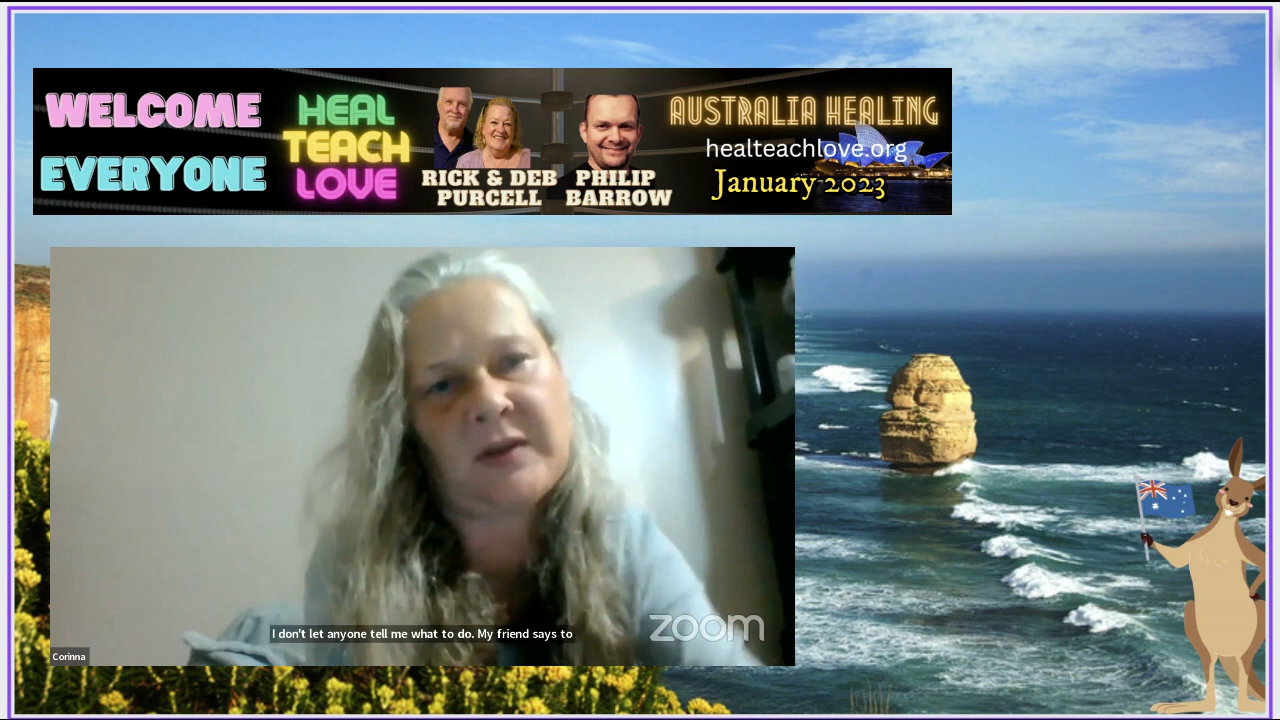 WELCOME
EVERYONE
HEAL
TEACH
LOVE
RICK & DEB
PURCELL
PHILIP
BARROW
AUSTRALIA HEALING
healteachlove.org
January 2023
I don't let anyone tell me what to do. My friend says to
zoom
Corinna